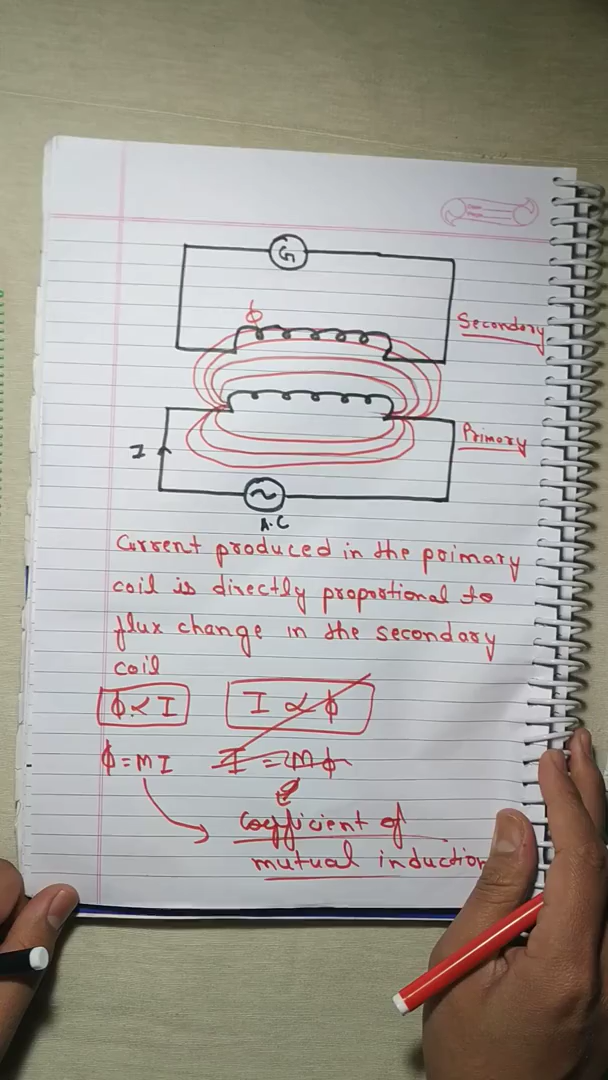 G
ϕ
Secondary
Primary
I
A.C
Current produced in the primary
coil is directly proportional to
flux change in the secondary
coil
ϕ ∝ I
I ∝ ϕ
ϕ = MI
I = M ϕ
coefficient of
mutual induction